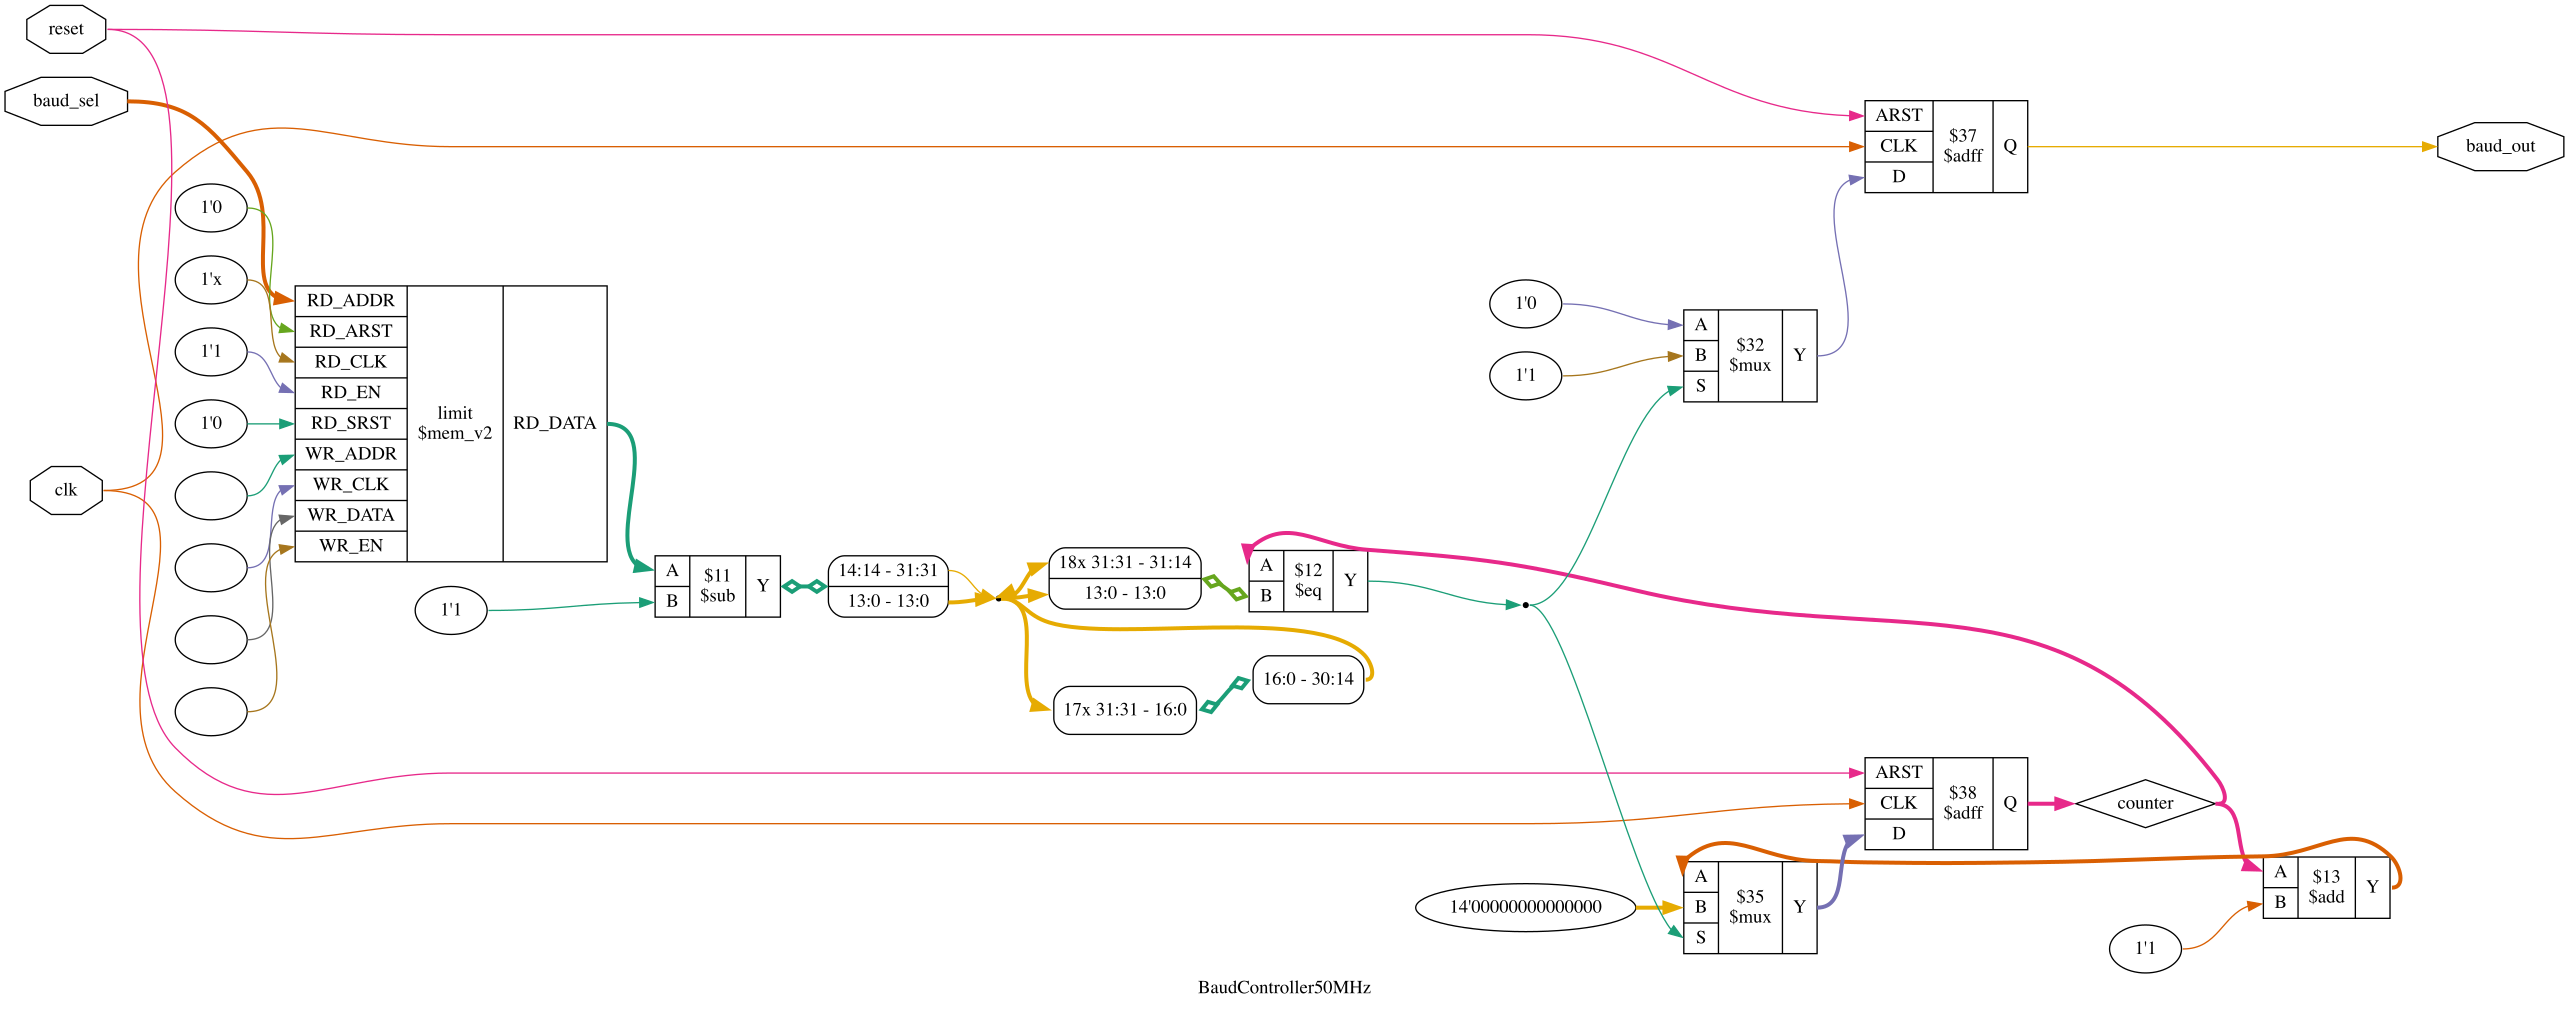 reset
baud_sel
clk
1'0
1'x
1'1
1'0
RD_ADDR
RD_ARST
RD_CLK
RD_EN
RD_SRST
WR_ADDR
WR_CLK
WR_DATA
WR_EN
limit
$mem_v2
RD_DATA
1'1
A
B
$11
$sub
Y
14:14 - 31:31
13:0 - 13:0
18x 31:31 - 31:14
13:0 - 13:0
17x 31:31 - 16:0
16:0 - 30:14
A
B
$12
$eq
Y
1'0
1'1
A
B
S
$32
$mux
Y
ARST
CLK
D
$37
$adff
Q
baud_out
14'00000000000000
A
B
S
$35
$mux
Y
ARST
CLK
D
$38
$adff
Q
counter
1'1
A
B
$13
$add
Y
BaudController50MHz